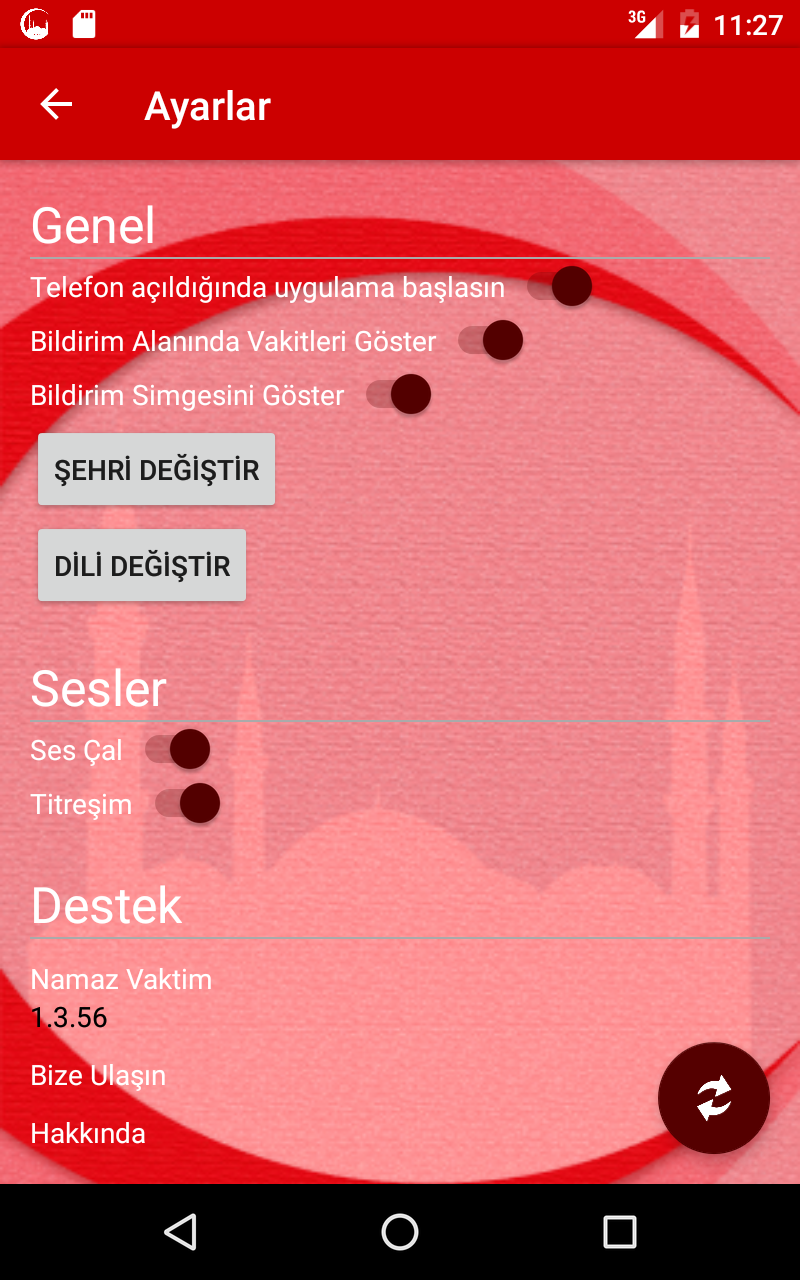 3G 11:27
Ayarlar
Genel
Telefon açıldığında uygulama başlasın
Bildirim Alanında Vakitleri Göster
Bildirim Simgesini Göster
ŞEHRİ DEĞİŞTİR
DİLİ DEĞİŞTİR
Sesler
Ses Çal
Titreşim
Destek
Namaz Vaktim
1.3.56
Bize Ulaşın
Hakkında